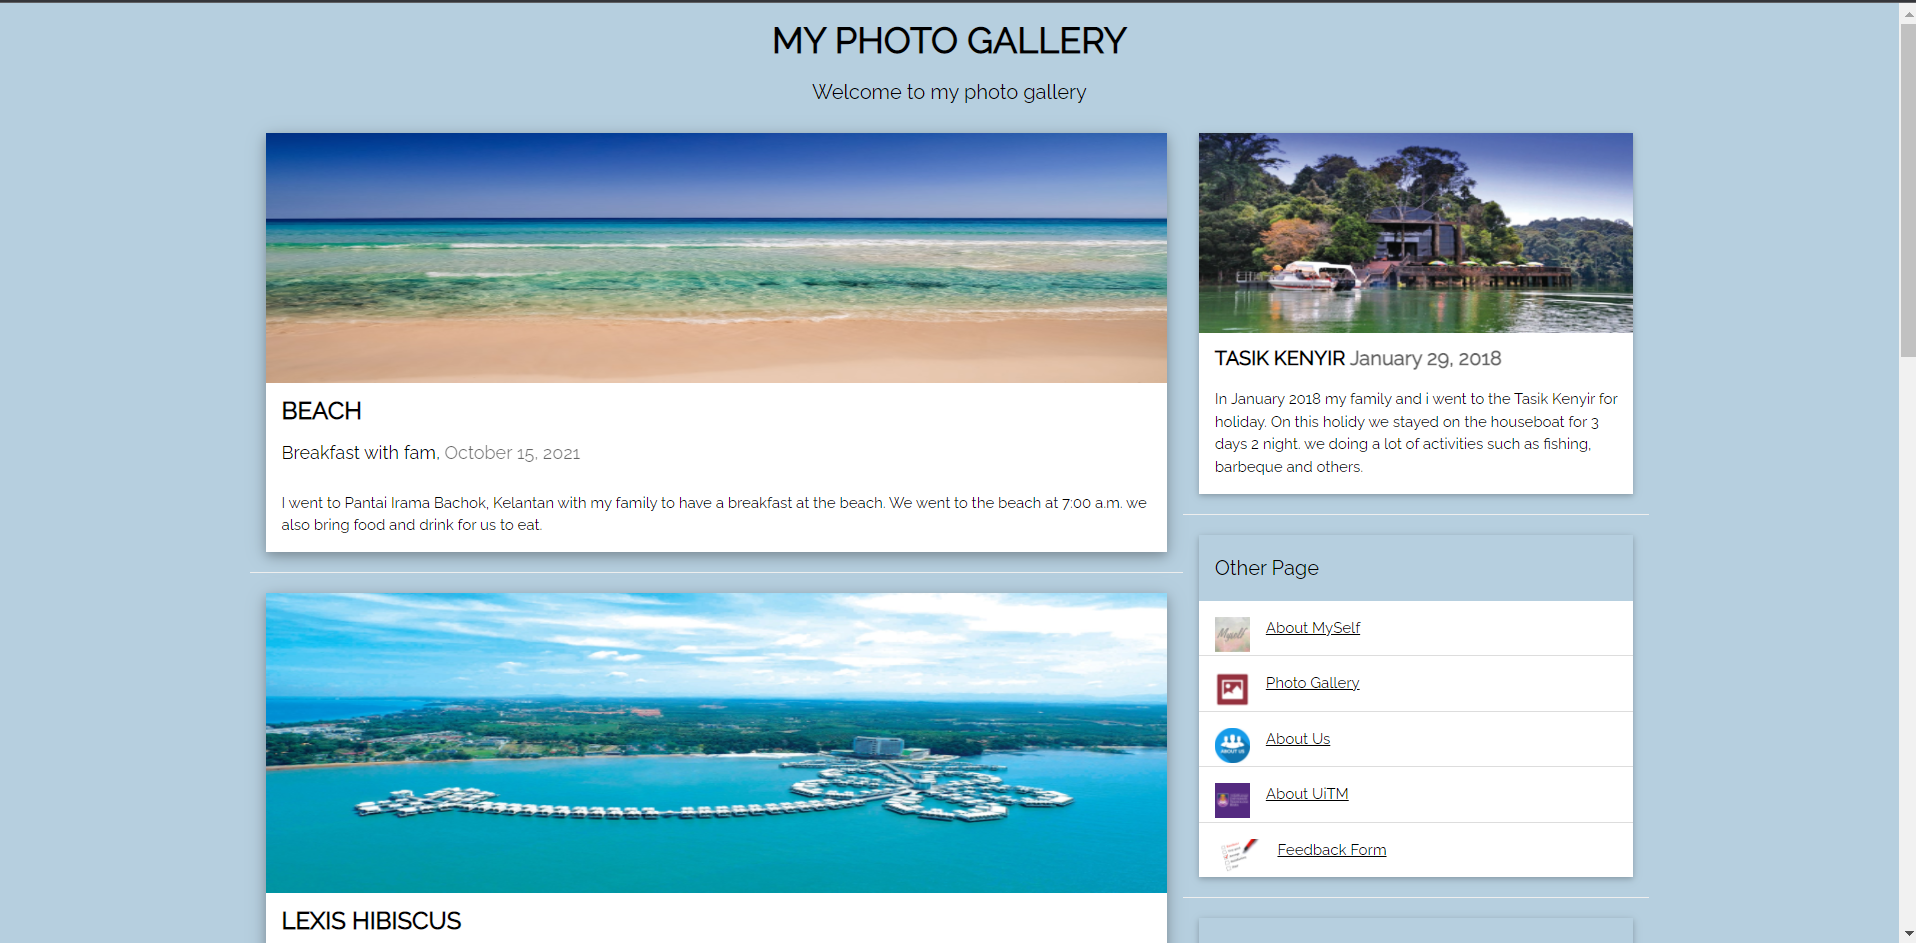 MY PHOTO GALLERY
Welcome to my photo gallery
BEACH
Breakfast with fam, October 15, 2021
I went to Pantai Irama Bachok, Kelantan with my family to have a breakfast at the beach. We went to the beach at 7:00 a.m. we
also bring food and drink for us to eat.
LEXIS HIBISCUS
TASIK KENYIR January 29, 2018
In January 2018 my family and i went to the Tasik Kenyir for
holiday. On this holidy we stayed on the houseboat for 3
days 2 night. we doing a lot of activities such as fishing,
barbeque and others.
Other Page
Myself
About MySelf
Photo Gallery
ABOUT US
About Us
About UiTM
Feedback Form